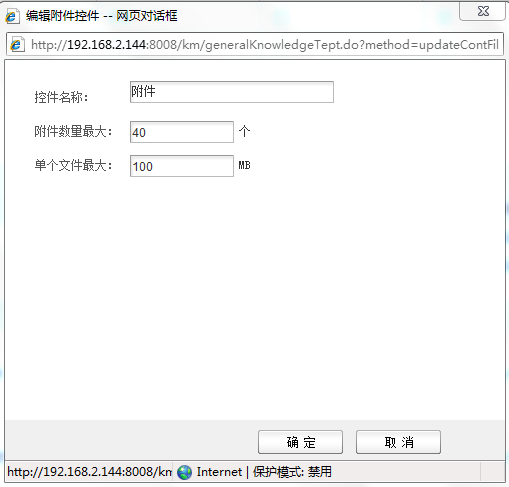 编辑附件控件 -- 网页对话框
http://192.168.2.144:8008/km/generalKnowledgeTept.do?method=updateContFil
控件名称： 附件
附件数量最大： 40 个
单个文件最大： 100 MB
确 定 取 消
http://192.168.2.144:8008/km Internet | 保护模式: 禁用